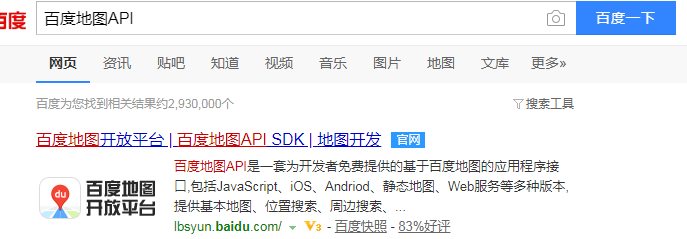 百度
百度地图API
百度一下
网页 资讯 贴吧 知道 视频 音乐 图片 地图 文库 更多»
百度为您找到相关结果约2,930,000个 搜索工具
百度地图开放平台 | 百度地图API SDK | 地图开发 官网
百度地图API是一套为开发者免费提供的基于百度地图的应用程序接
口,包括JavaScript、iOS、Andriod、静态地图、Web服务等多种版本,
提供基本地图、位置搜索、周边搜索、...
du 百度地图
开放平台
lbsyun.baidu.com/ V3 - 百度快照 - 83%好评